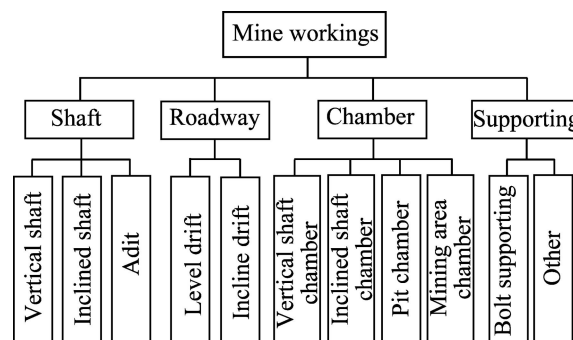 Mine workings
Shaft
Roadway
Chamber
Supporting
Vertical shaft
Inclined shaft
Adit
Level drift
Incline drift
Vertical shaft
chamber
Inclined shaft
chamber
Pit chamber
Mining area
chamber
Bolt supporting
Other